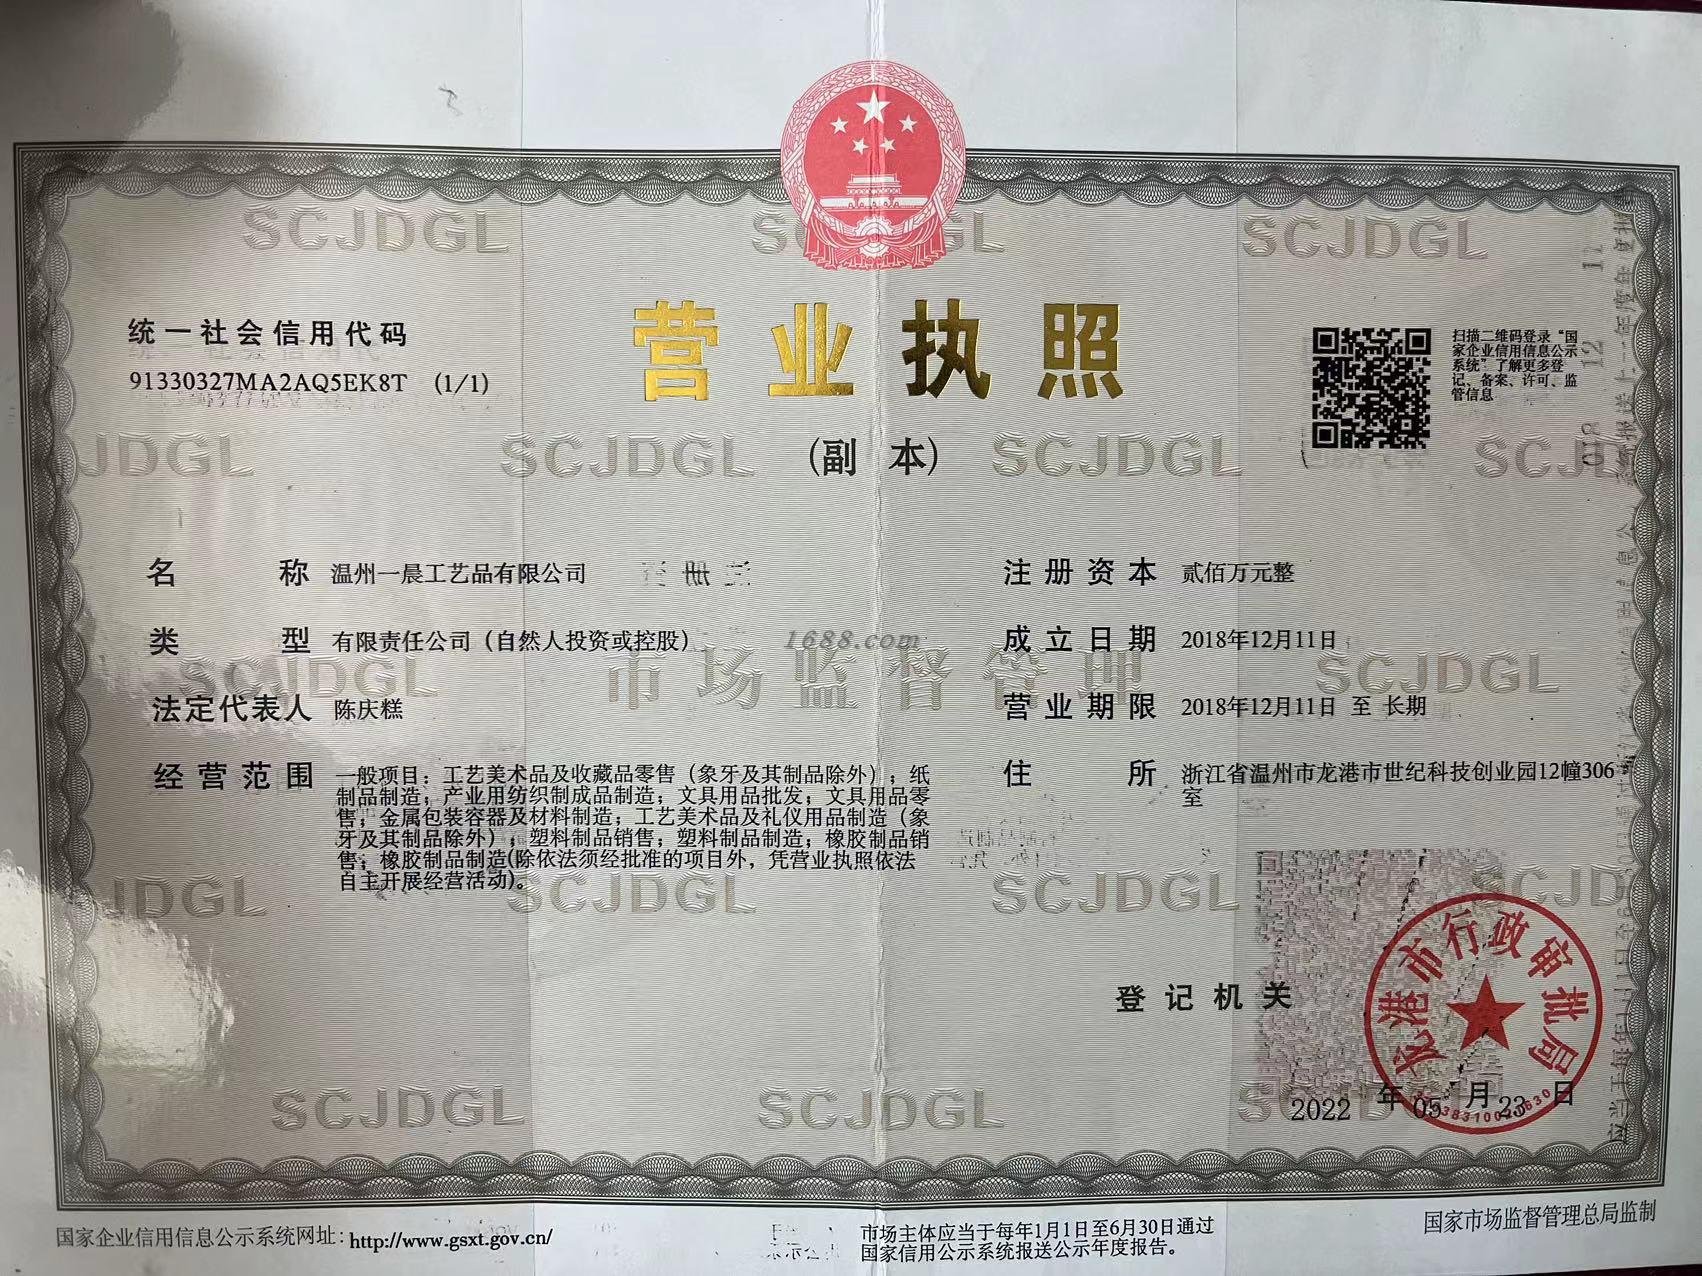 SCJDGL
统一社会信用代码
91330327MA2AQ5EK8T (1/1)
营业执照
(副 本)
扫描二维码登录“国
家企业信用信息公示
系统”了解更多登
记、备案、许可、监
管信息
名 称 温州一晨工艺品有限公司
类 型 有限责任公司（自然人投资或控股）
法定代表人 陈庆糕
经营范围 一般项目：工艺美术品及收藏品零售（象牙及其制品除外）；纸
制品制造；产业用纺织制成品制造；文具用品批发；文具用品零
售；金属包装容器及材料制造；工艺美术品及礼仪用品制造（象
牙及其制品除外）；塑料制品销售；塑料制品制造；橡胶制品销
售；橡胶制品制造(除依法须经批准的项目外，凭营业执照依法
自主开展经营活动)。
1688.com
市场监督管理
注册资本 贰佰万元整
成立日期 2018年12月11日
营业期限 2018年12月11日 至 长期
住 所 浙江省温州市龙港市世纪科技创业园12幢306
室
登记机关
龙港市行政审批局
2022 年 05 月 23 日
国家企业信用信息公示系统网址：http://www.gsxt.gov.cn/
市场主体应当于每年1月1日至6月30日通过
国家信用公示系统报送公示年度报告。
国家市场监督管理总局监制